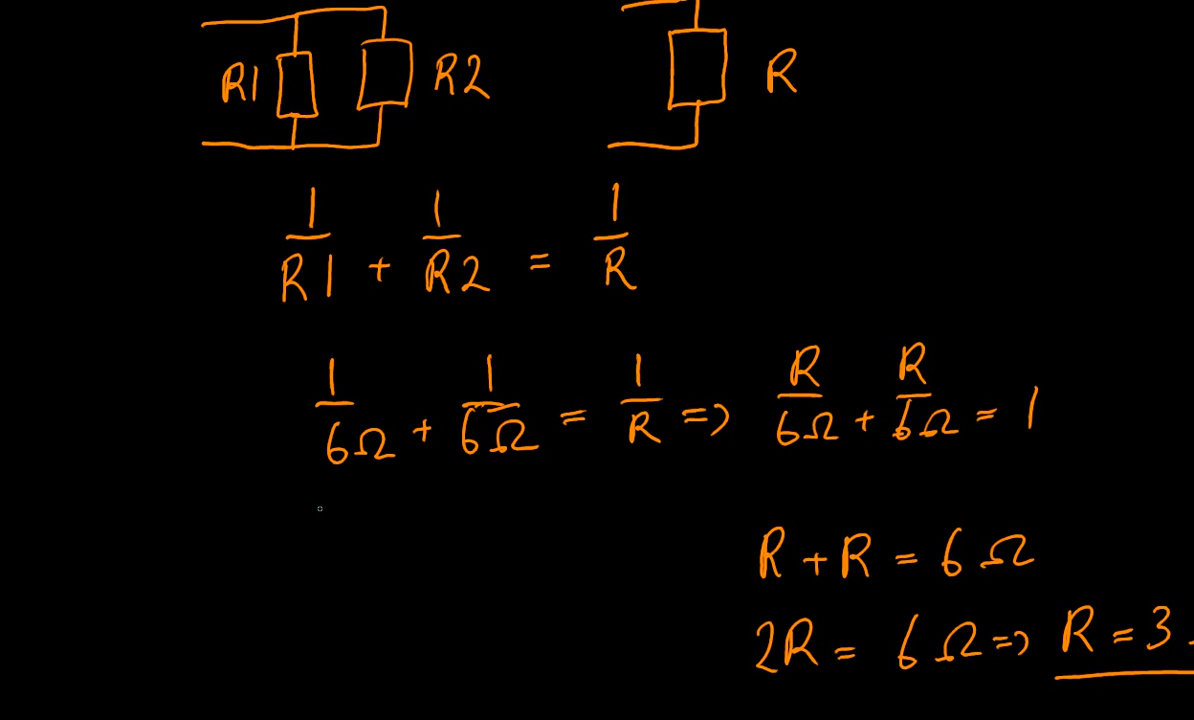 R1 R2 R
1/R1 + 1/R2 = 1/R
1/6Ω + 1/6Ω = 1/R => R/6Ω + R/6Ω = 1
R + R = 6Ω
2R = 6Ω => R = 3